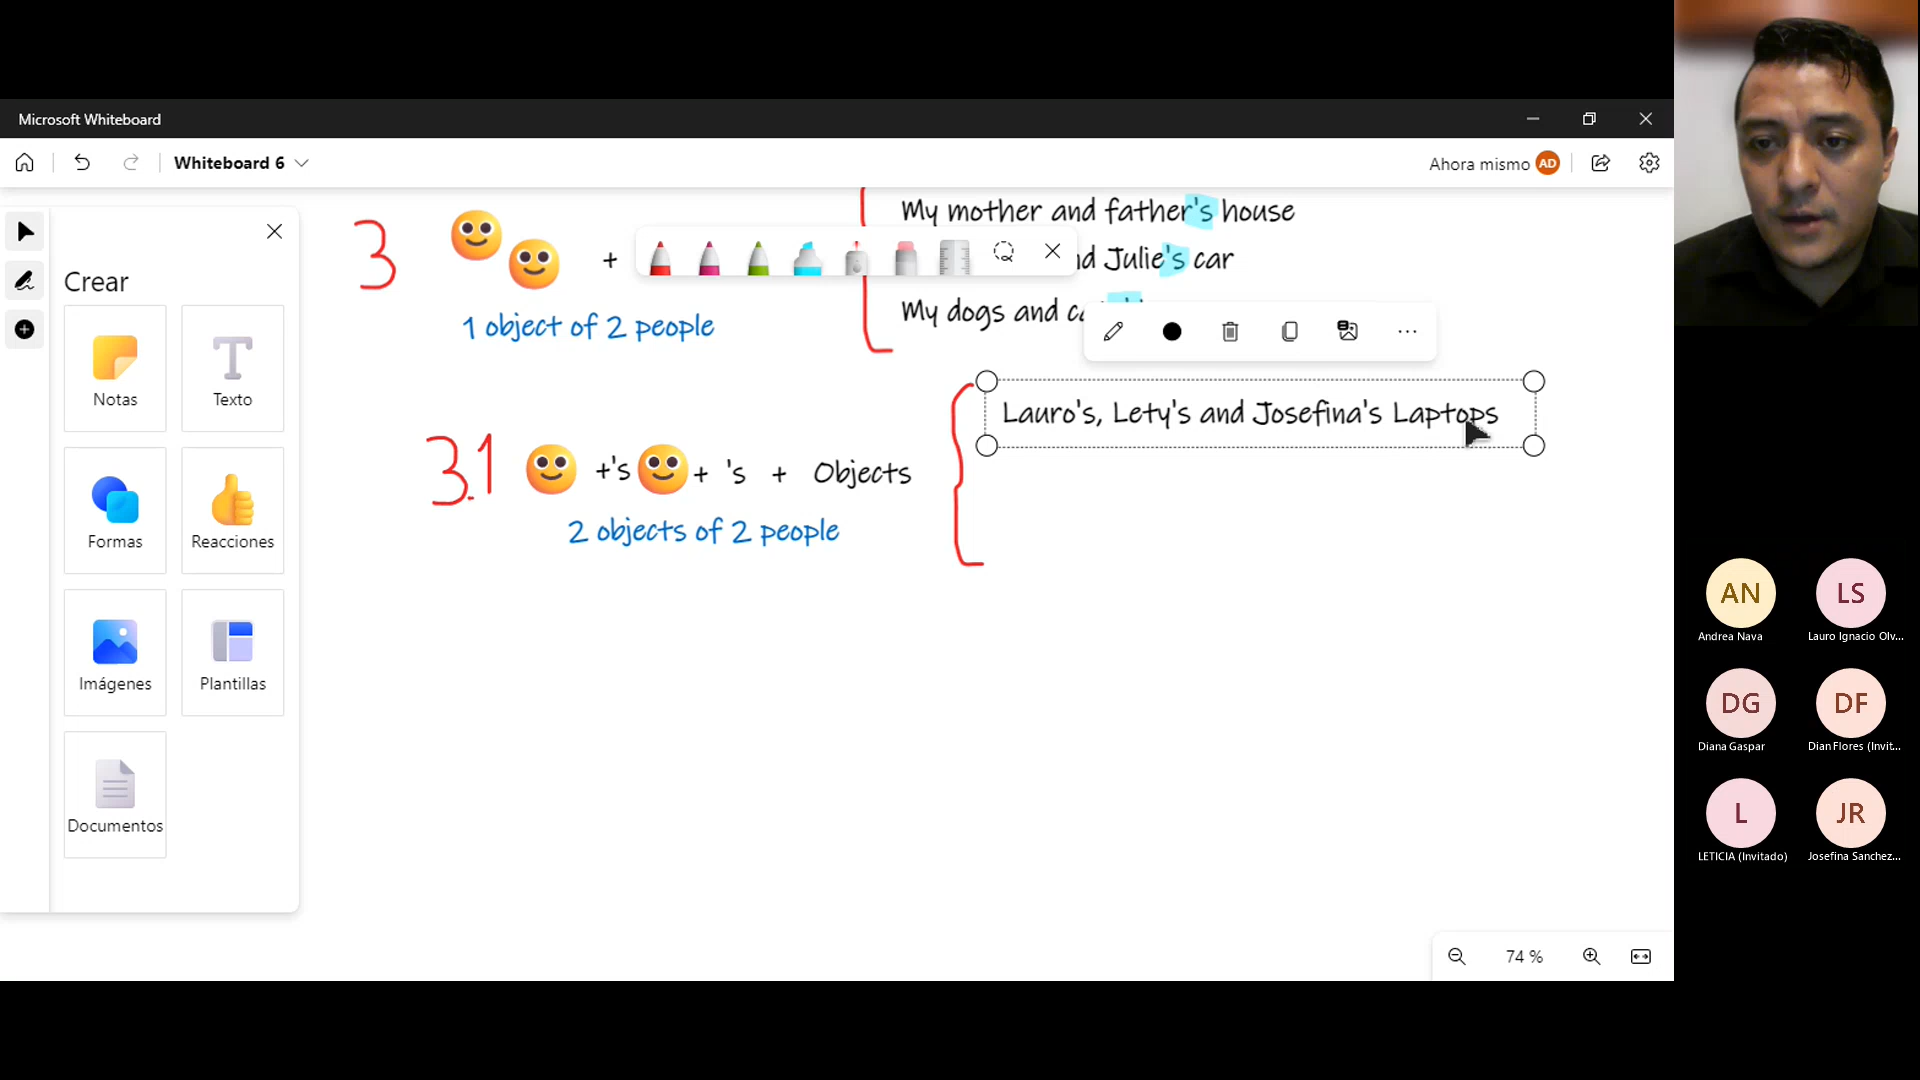 Microsoft Whiteboard
Whiteboard 6
Ahora mismo AD
Crear
Notas
Texto
Formas
Reacciones
Imágenes
Plantillas
Documentos
3
+
1 object of 2 people
My mother and father's house
Julie's car
My dogs and
3.1
+'s + 's + Objects
2 objects of 2 people
Lauro's, Lety's and Josefina's Laptops
74 %
AN
Andrea Nava
LS
Lauro Ignacio Olv...
DG
Diana Gaspar
DF
Dian Flores (Invit...
L
LETICIA (Invitado)
JR
Josefina Sanchez...